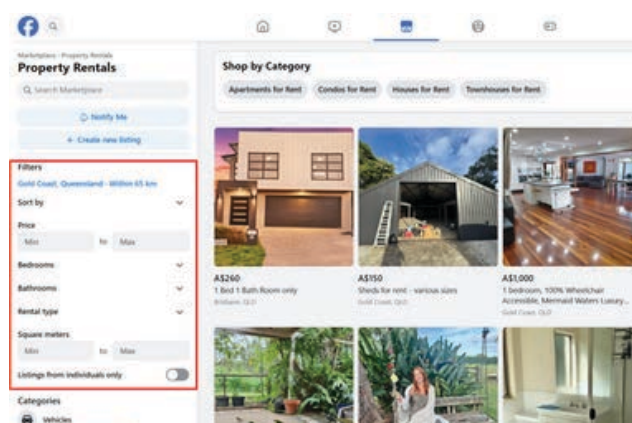 Marketplace · Property Rentals
Property Rentals
Search Marketplace
Notify Me
+ Create new listing
Filters
Gold Coast, Queensland · Within 65 km
Sort by
Price
Min to Max
Bedrooms
Bathrooms
Rental type
Square meters
Min to Max
Listings from individuals only
Categories
Vehicles
Shop by Category
Apartments for Rent Condos for Rent Houses for Rent Townhouses for Rent
A$260
1 Bed 1 Bath Room only
Brisbane, QLD
A$150
Sheds for rent - various sizes
Gold Coast, QLD
A$1,000
1 bedroom, 100% Wheelchair
Accessible, Mermaid Waters Luxury...
Gold Coast, QLD